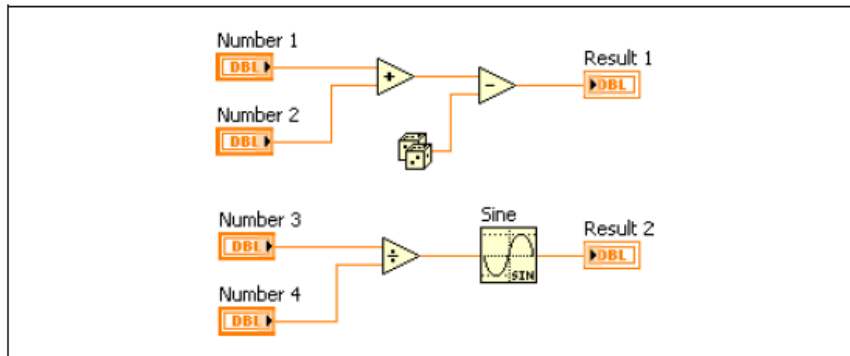 Number 1
DBL
Number 2
DBL
+
-
Result 1
DBL
Number 3
DBL
Number 4
DBL
÷
Sine
SIN
Result 2
DBL